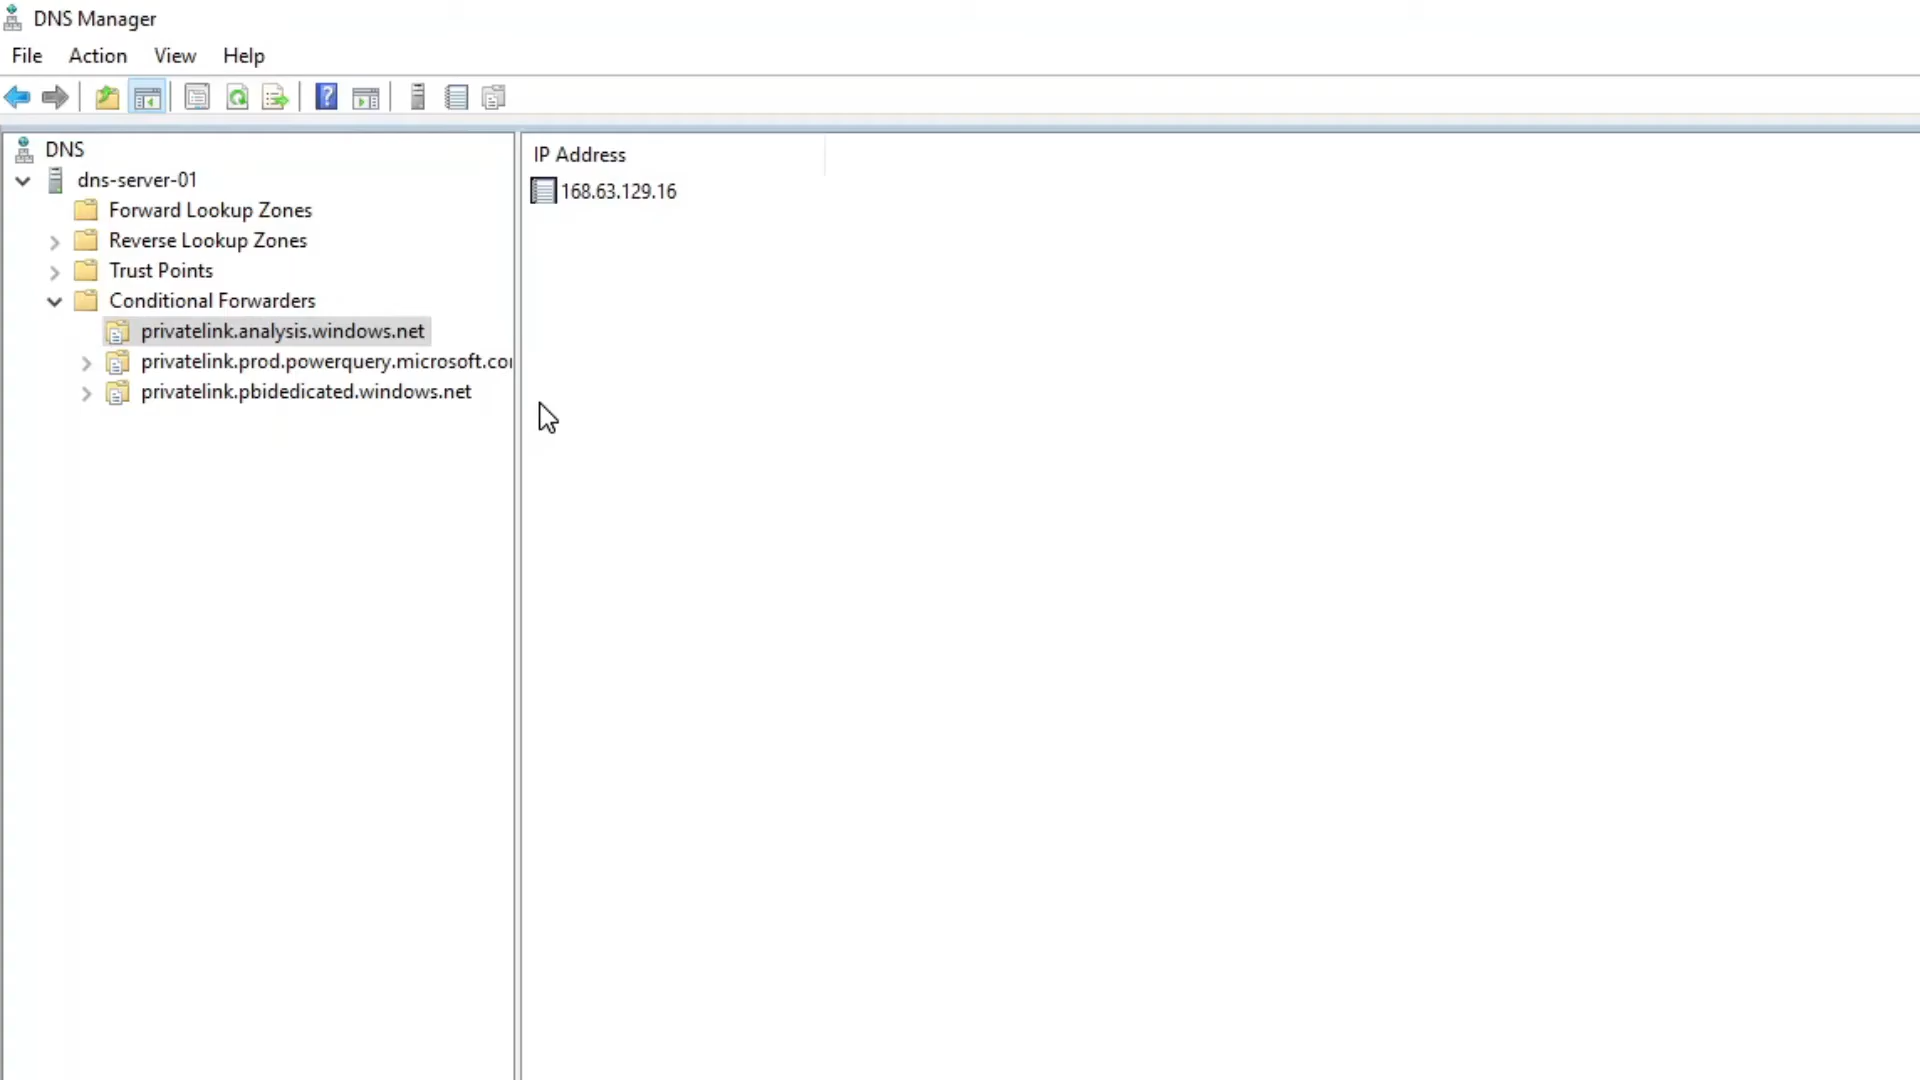 DNS Manager
File Action View Help
DNS
dns-server-01
Forward Lookup Zones
Reverse Lookup Zones
Trust Points
Conditional Forwarders
privatelink.analysis.windows.net
privatelink.prod.powerquery.microsoft.co
privatelink.pbidedicated.windows.net
IP Address
168.63.129.16